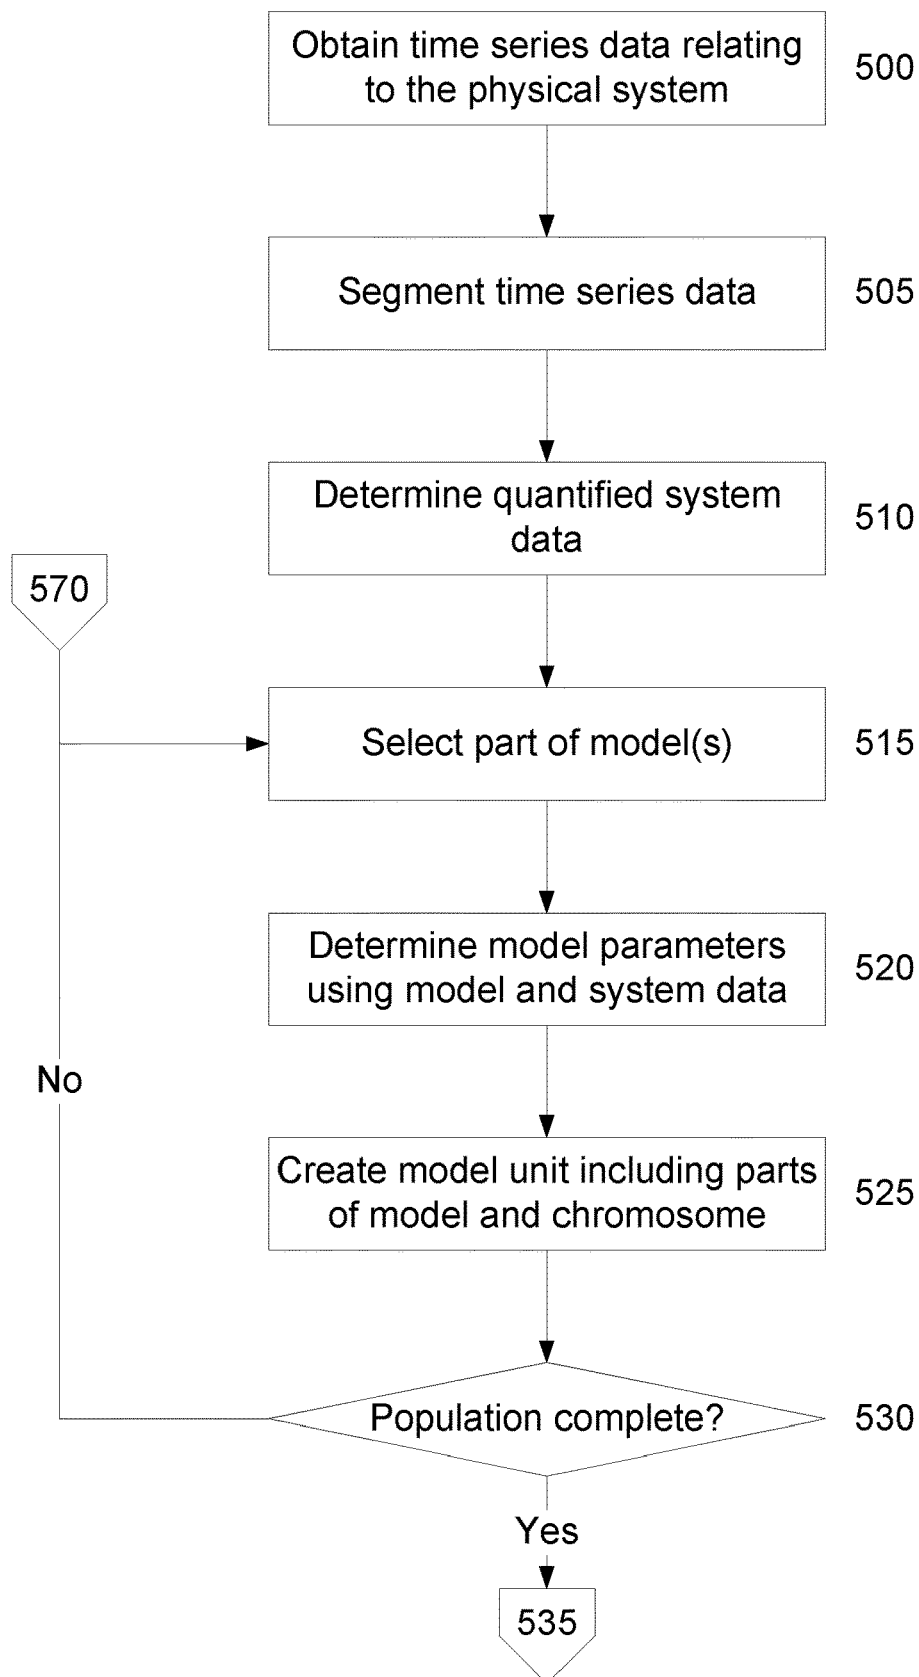 Obtain time series data relating
to the physical system
500
Segment time series data
505
Determine quantified system
data
510
570
Select part of model(s)
515
Determine model parameters
using model and system data
520
No
Create model unit including parts
of model and chromosome
525
Population complete?
530
Yes
535